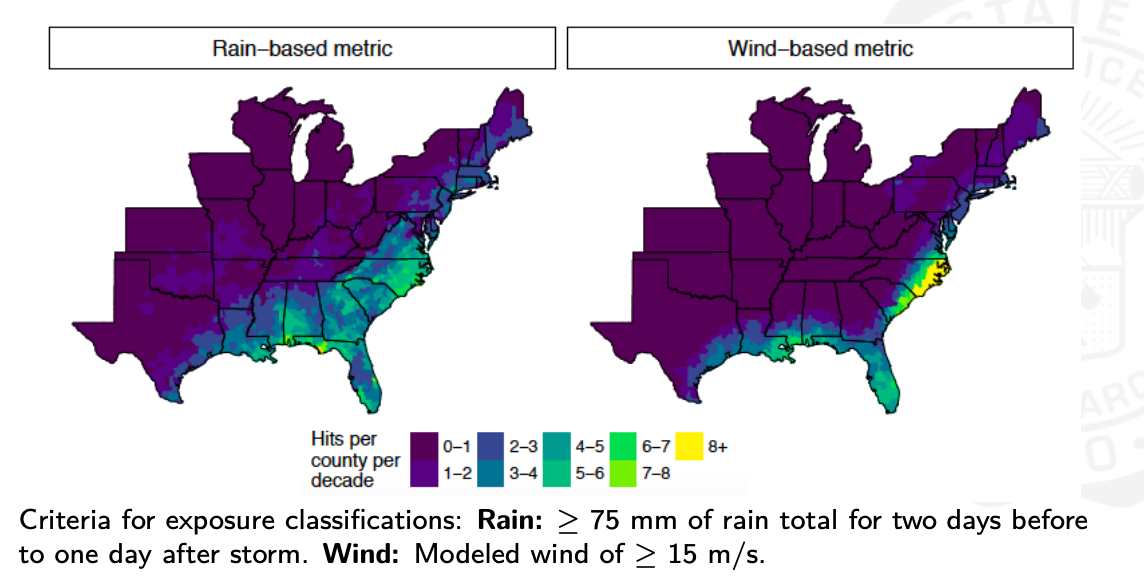 Rain–based metric
Wind–based metric
Hits per
county per
decade
0–1
2–3
4–5
6–7
8+
1–2
3–4
5–6
7–8
Criteria for exposure classifications: Rain: ≥ 75 mm of rain total for two days before
to one day after storm. Wind: Modeled wind of ≥ 15 m/s.